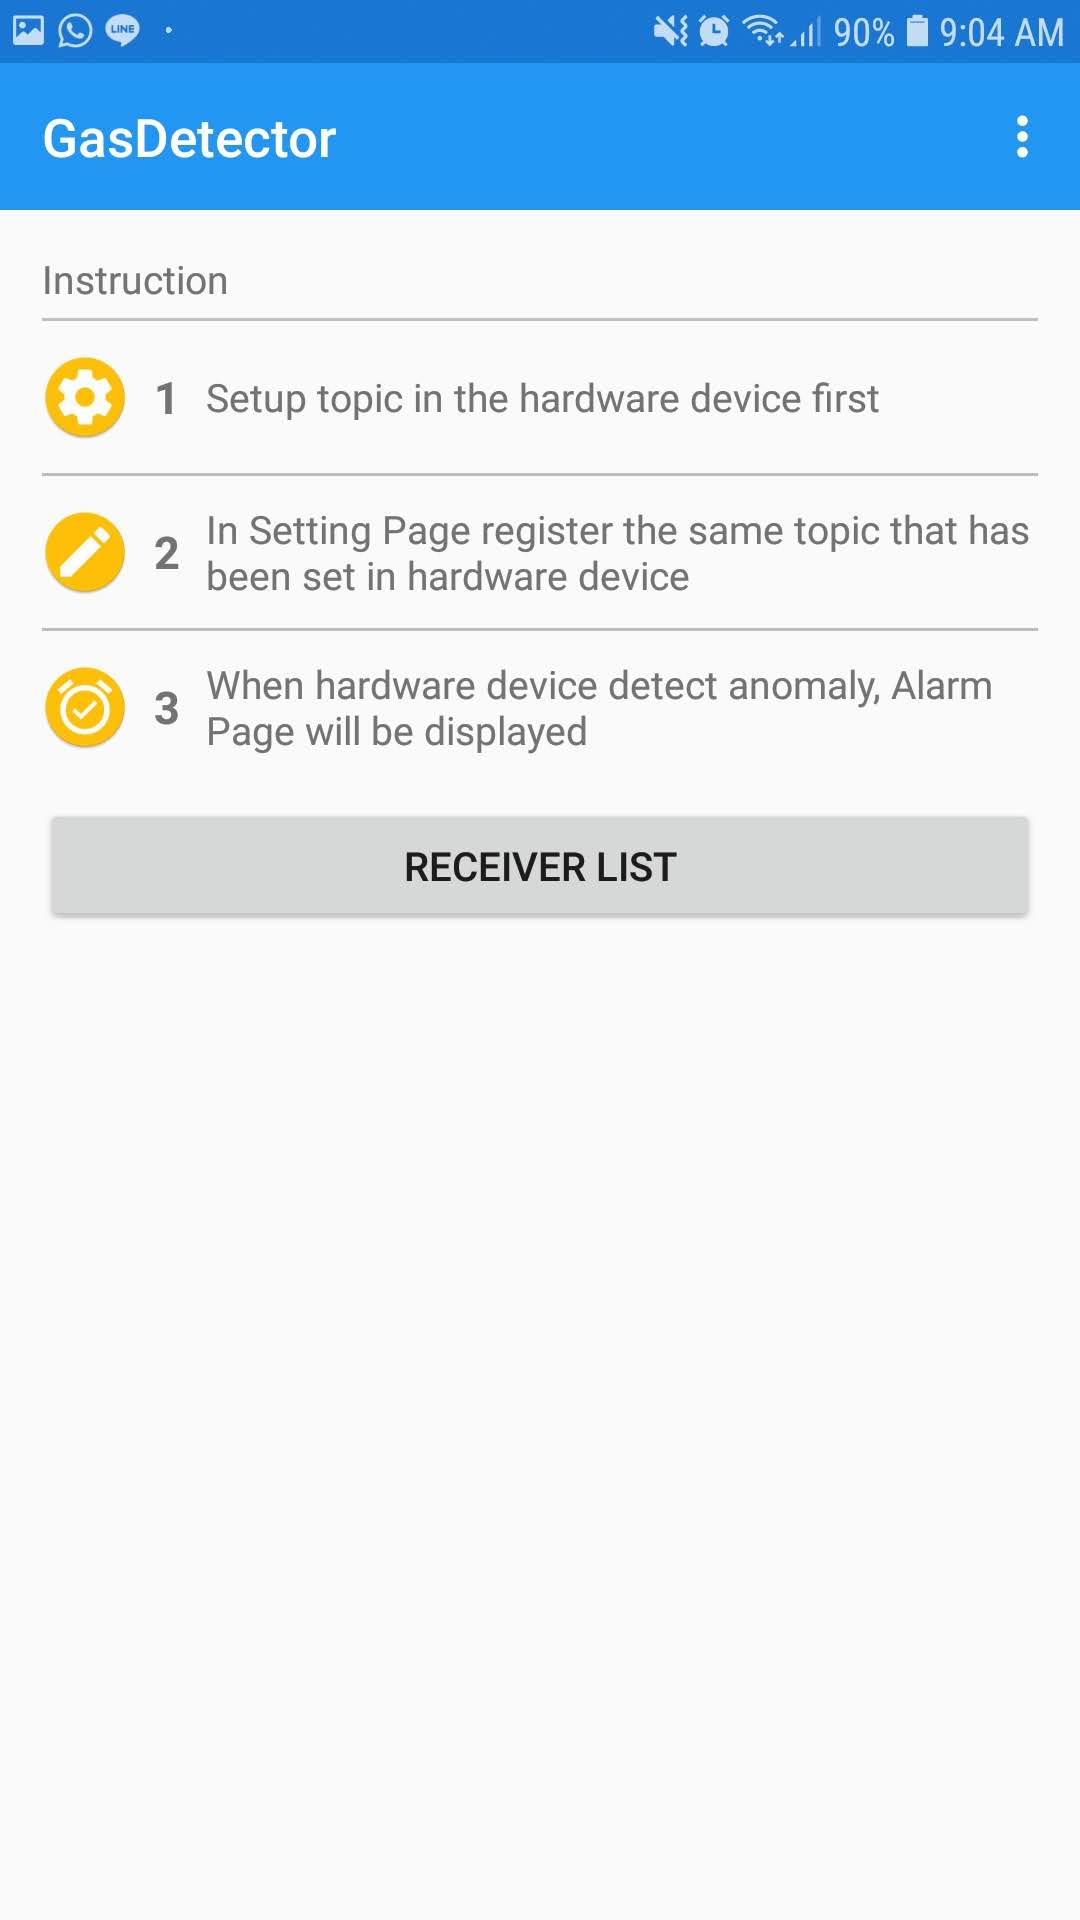 LINE
90% 9:04 AM
GasDetector
Instruction
1 Setup topic in the hardware device first
2 In Setting Page register the same topic that has
been set in hardware device
3 When hardware device detect anomaly, Alarm
Page will be displayed
RECEIVER LIST